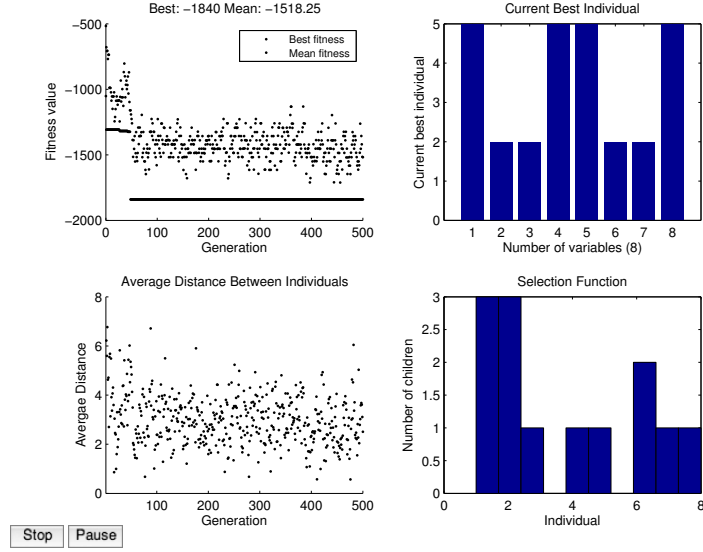 Best: −1840 Mean: −1518.25
−500
−1000
−1500
−2000
Fitness value
0 100 200 300 400 500
Generation
Best fitness
Mean fitness
Current Best Individual
5
4
3
2
1
0
Current best individual
1 2 3 4 5 6 7 8
Number of variables (8)
Average Distance Between Individuals
8
6
4
2
0
Avergae Distance
0 100 200 300 400 500
Generation
Selection Function
3
2.5
2
1.5
1
0.5
0
Number of children
0 2 4 6 8
Individual
Stop Pause